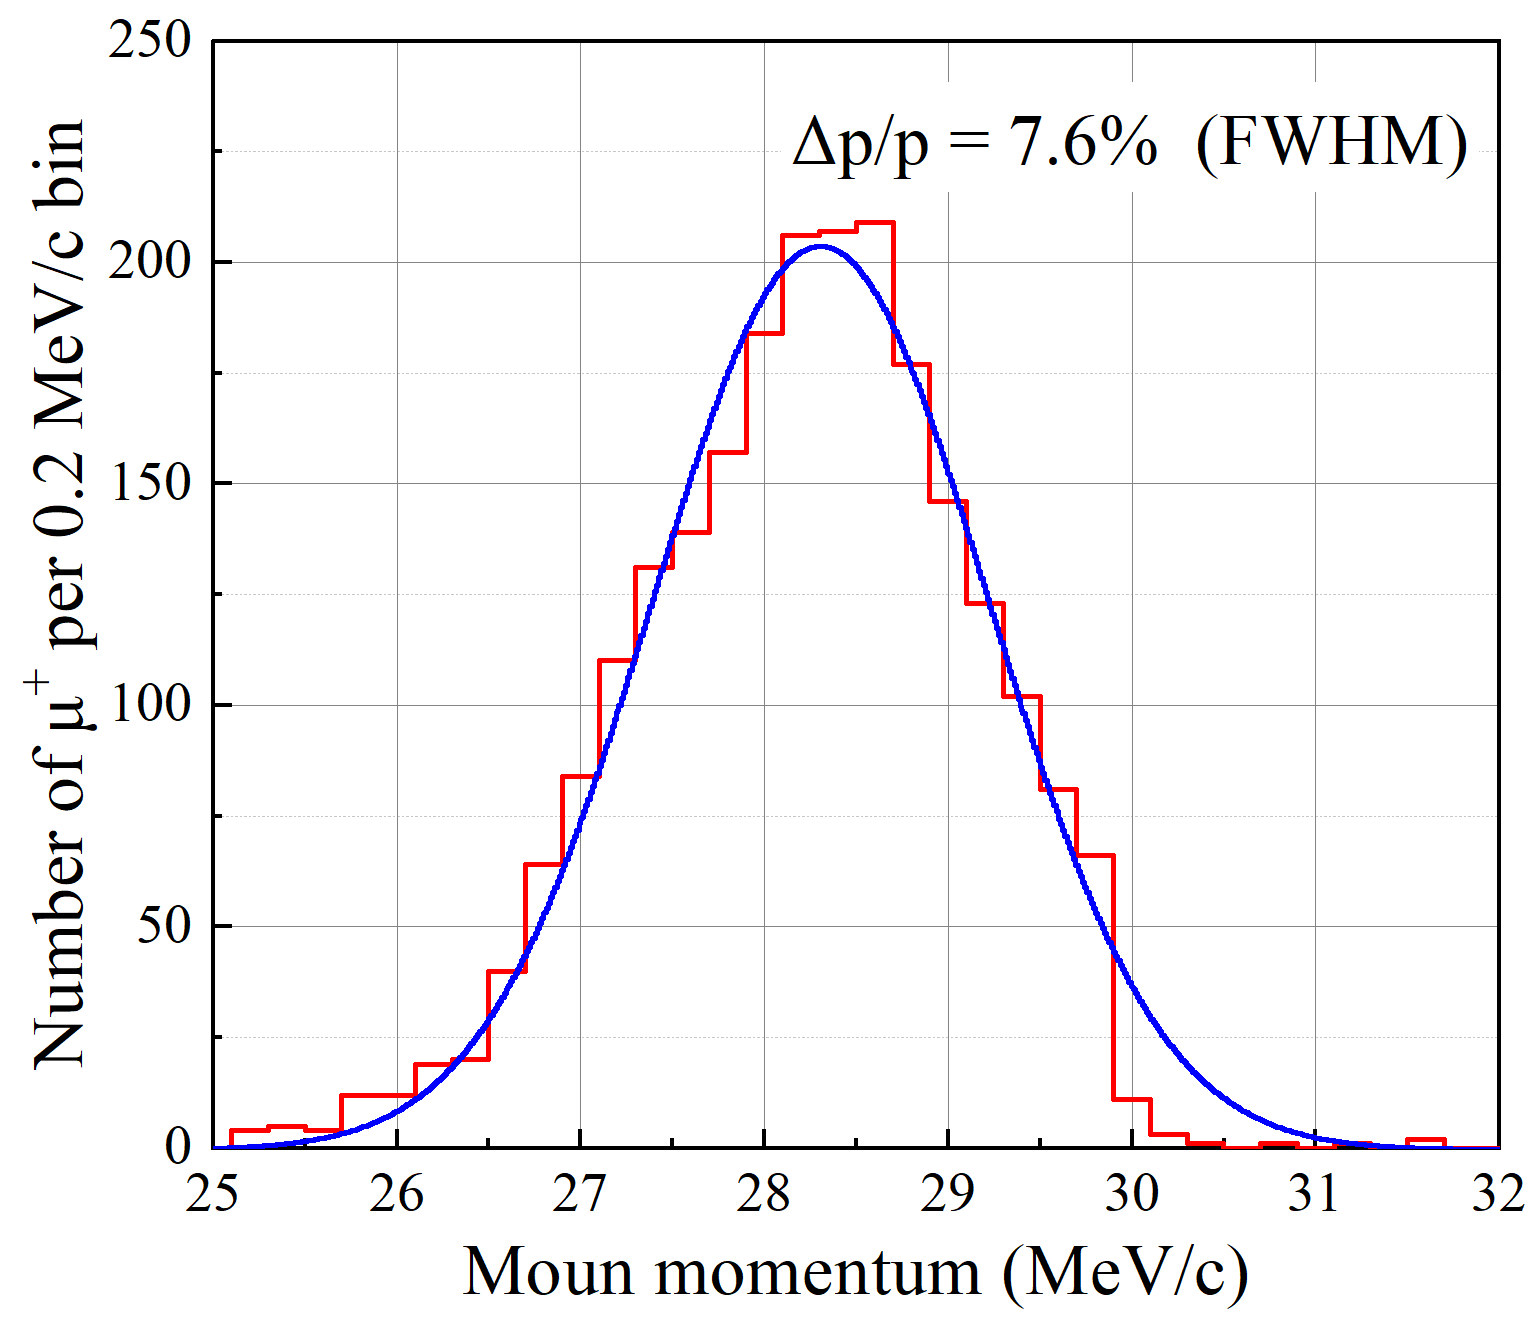 Δp/p = 7.6% (FWHM)
Number of μ⁺ per 0.2 MeV/c bin
250
200
150
100
50
0
25 26 27 28 29 30 31 32
Moun momentum (MeV/c)